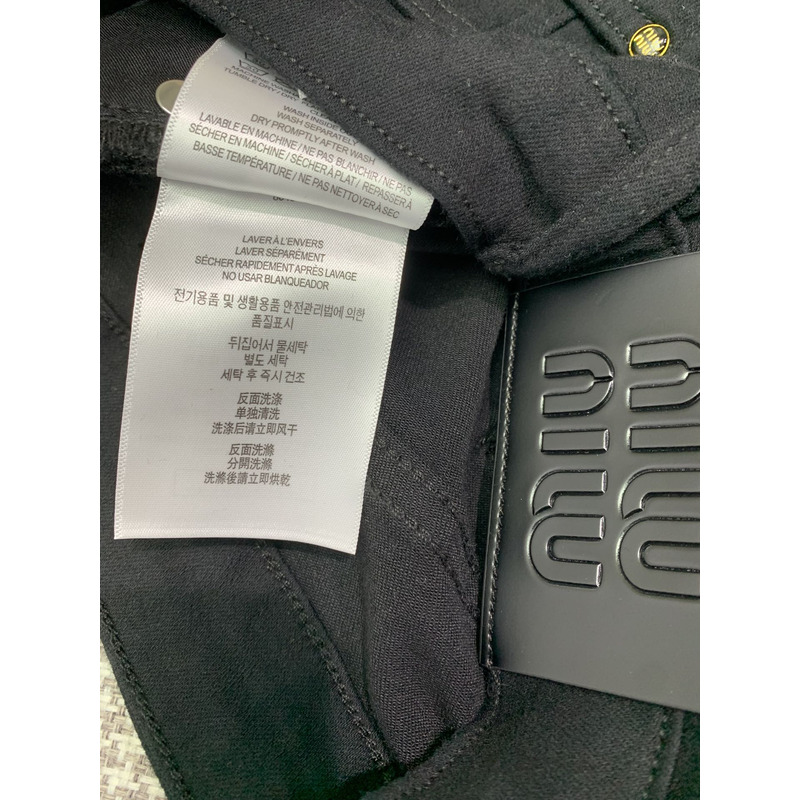 MACHINE WASH
TUMBLE DRY / DRY
WASH INSIDE
WASH SEPARATELY
DRY PROMPTLY AFTER WASH
LAVABLE EN MACHINE / NE PAS BLANCHIR / NE PAS
SÉCHER EN MACHINE / SÉCHER À PLAT / REPASSER À
BASSE TEMPÉRATURE / NE PAS NETTOYER À SEC
LAVER À L'ENVERS
LAVER SÉPARÉMENT
SÉCHER RAPIDEMENT APRÈS LAVAGE
NO USAR BLANQUEADOR
전기용품 및 생활용품 안전관리법에 의한
품질표시
뒤집어서 물세탁
별도 세탁
세탁 후 즉시 건조
反面洗涤
单独清洗
洗涤后请立即风干
反面洗滌
分開洗滌
洗滌後請立即烘乾
miu
miu